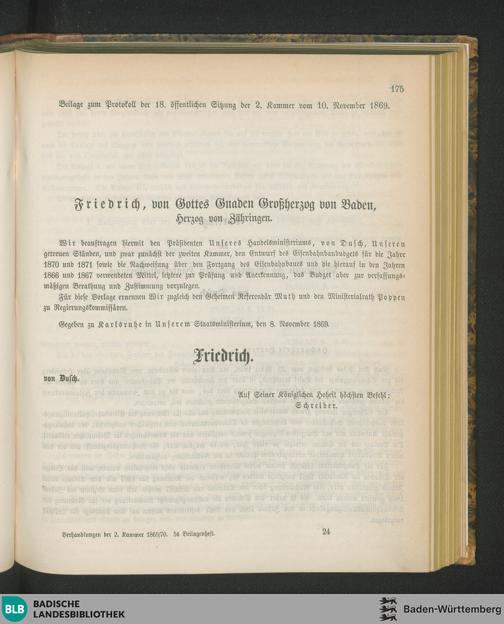 175
Beilage zum Protokoll der 18. öffentlichen Sitzung der 2. Kammer vom 10. November 1869.
Friedrich, von Gottes Gnaden Großherzog von Baden,
Herzog von Zähringen.
Wir beauftragen hiermit den Präsidenten Unseres Handelsministeriums, von Dusch, Unseren
getreuen Ständen, und zwar zunächst der zweiten Kammer, den Entwurf des Eisenbahnbaubudgets für die Jahre
1870 und 1871 sowie die Nachweisung über den Fortgang des Eisenbahnbaues und die hierauf in den Jahren
1866 und 1867 verwendeten Mittel, letztere zur Prüfung und Anerkennung, das Budget aber zur verfassungs-
mäßigen Berathung und Zustimmung vorzulegen.
Für diese Vorlage ernennen Wir zugleich den Geheimen Referendär Muth und den Ministerialrath Poppen
zu Regierungskommissären.
Gegeben zu Karlsruhe in Unserem Staatsministerium, den 8. November 1869.
Friedrich.
von Dusch.
Auf Seiner Königlichen Hoheit höchsten Befehl:
Schreiber.
Verhandlungen der 2. Kammer 1869/70. 56 Beilagenheft.
24
BLB BADISCHE
LANDESBIBLIOTHEK
Baden-Württemberg